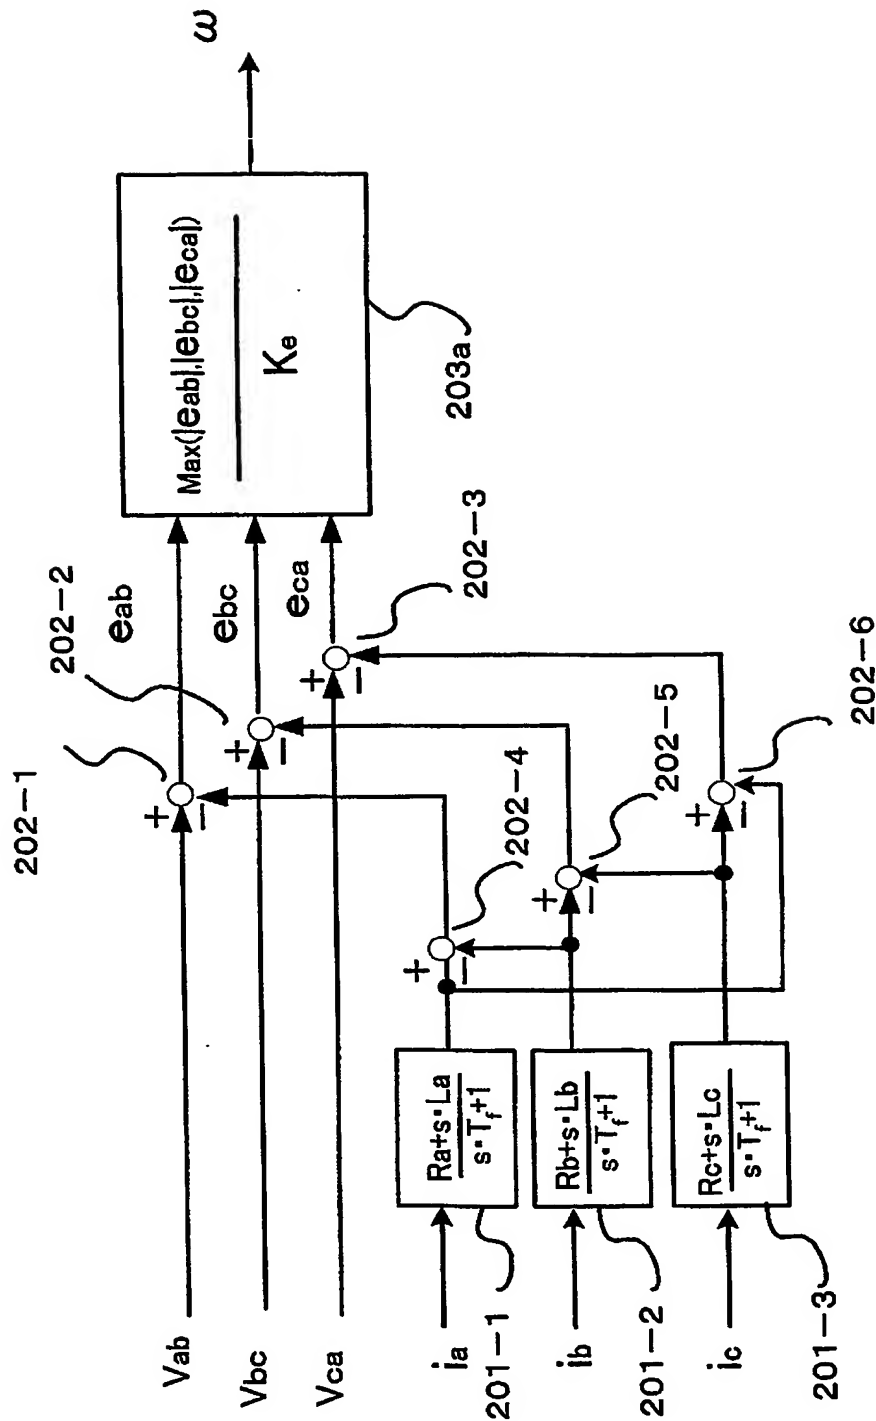 Vab
Vbc
Vca
ia
ib
ic
201-1
201-2
201-3
Ra+s・La
s・Tf+1
Rb+s・Lb
s・Tf+1
Rc+s・Lc
s・Tf+1
+
−
202-4
+
−
202-5
+
−
202-6
+
−
202-1
+
−
202-2
+
−
202-3
eab
ebc
eca
Max(|eab|,|ebc|,|eca|)
Ke
203a
ω